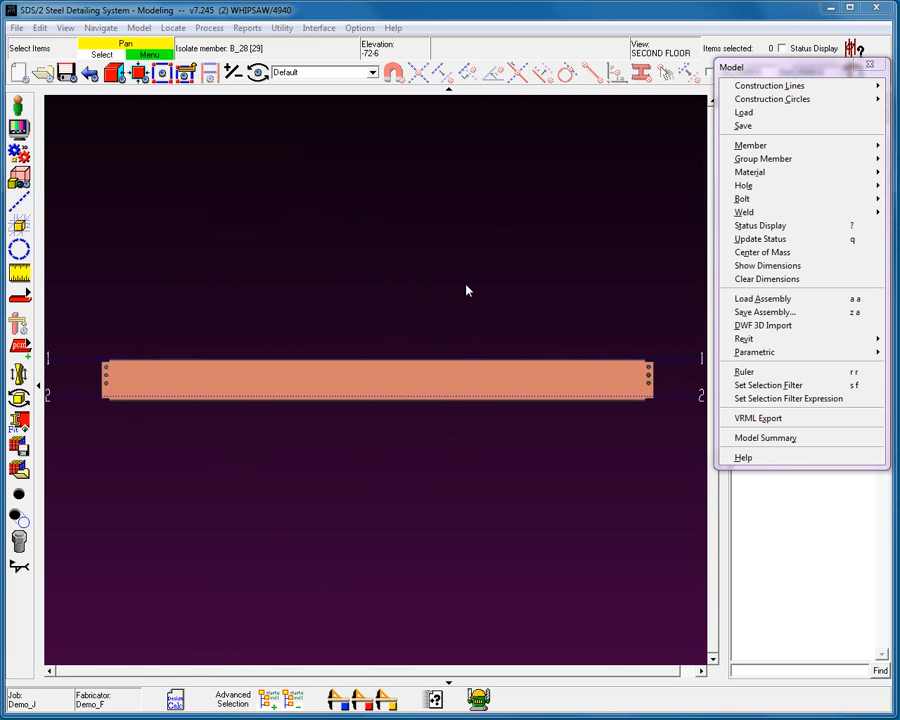 SDS/2 Steel Detailing System - Modeling -- v7.245 (2) WHIPSAW/4940
File Edit View Navigate Model Locate Process Reports Utility Interface Options Help
Select Items
Pan
Select Menu
Isolate member: B_28 [29]
Elevation:
-72-6
View:
SECOND FLOOR
Items selected: 0
Status Display
Default
Model
Construction Lines
Construction Circles
Load
Save
Member
Group Member
Material
Hole
Bolt
Weld
Status Display ?
Update Status q
Center of Mass
Show Dimensions
Clear Dimensions
Load Assembly a a
Save Assembly... z a
DWF 3D Import
Revit
Parametric
Ruler r r
Set Selection Filter s f
Set Selection Filter Expression
VRML Export
Model Summary
Help
1 1
2 2
Fit
Find
Job:
Demo_J
Fabricator:
Demo_F
Design
Calc
Advanced
Selection